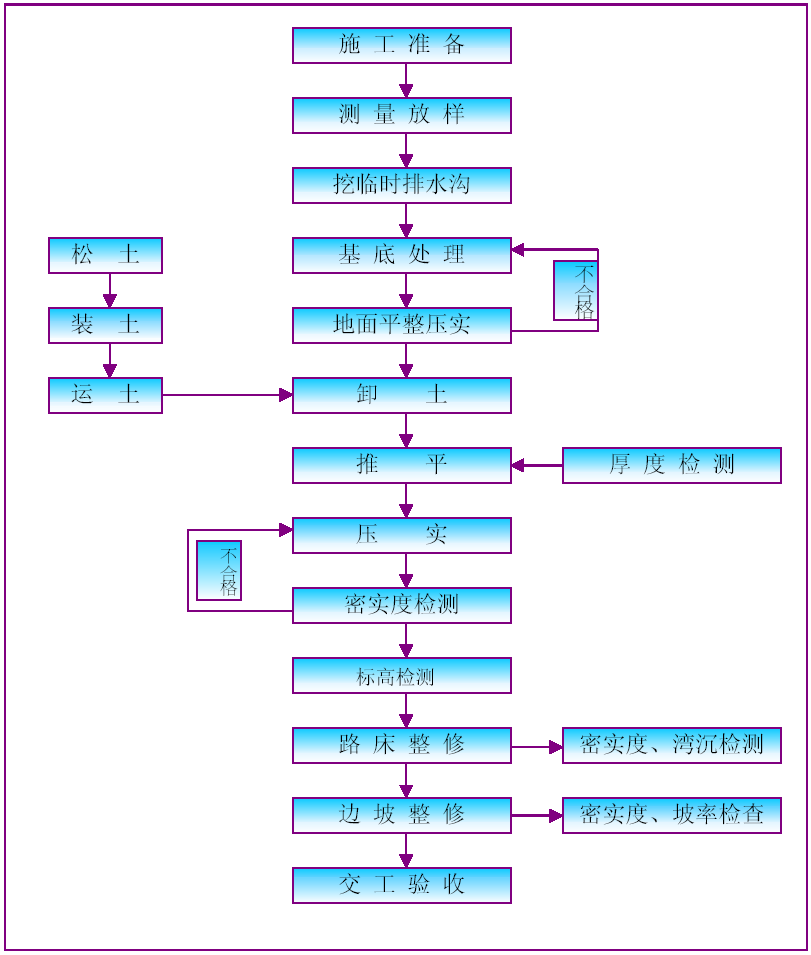 施 工 准 备
测 量 放 样
挖临时排水沟
松 土
基 底 处 理
不合格
装 土
地面平整压实
运 土
卸 土
推 平
厚 度 检 测
压 实
不合格
密实度检测
标高检测
路 床 整 修
密实度、湾沉检测
边 坡 整 修
密实度、坡率检查
交 工 验 收